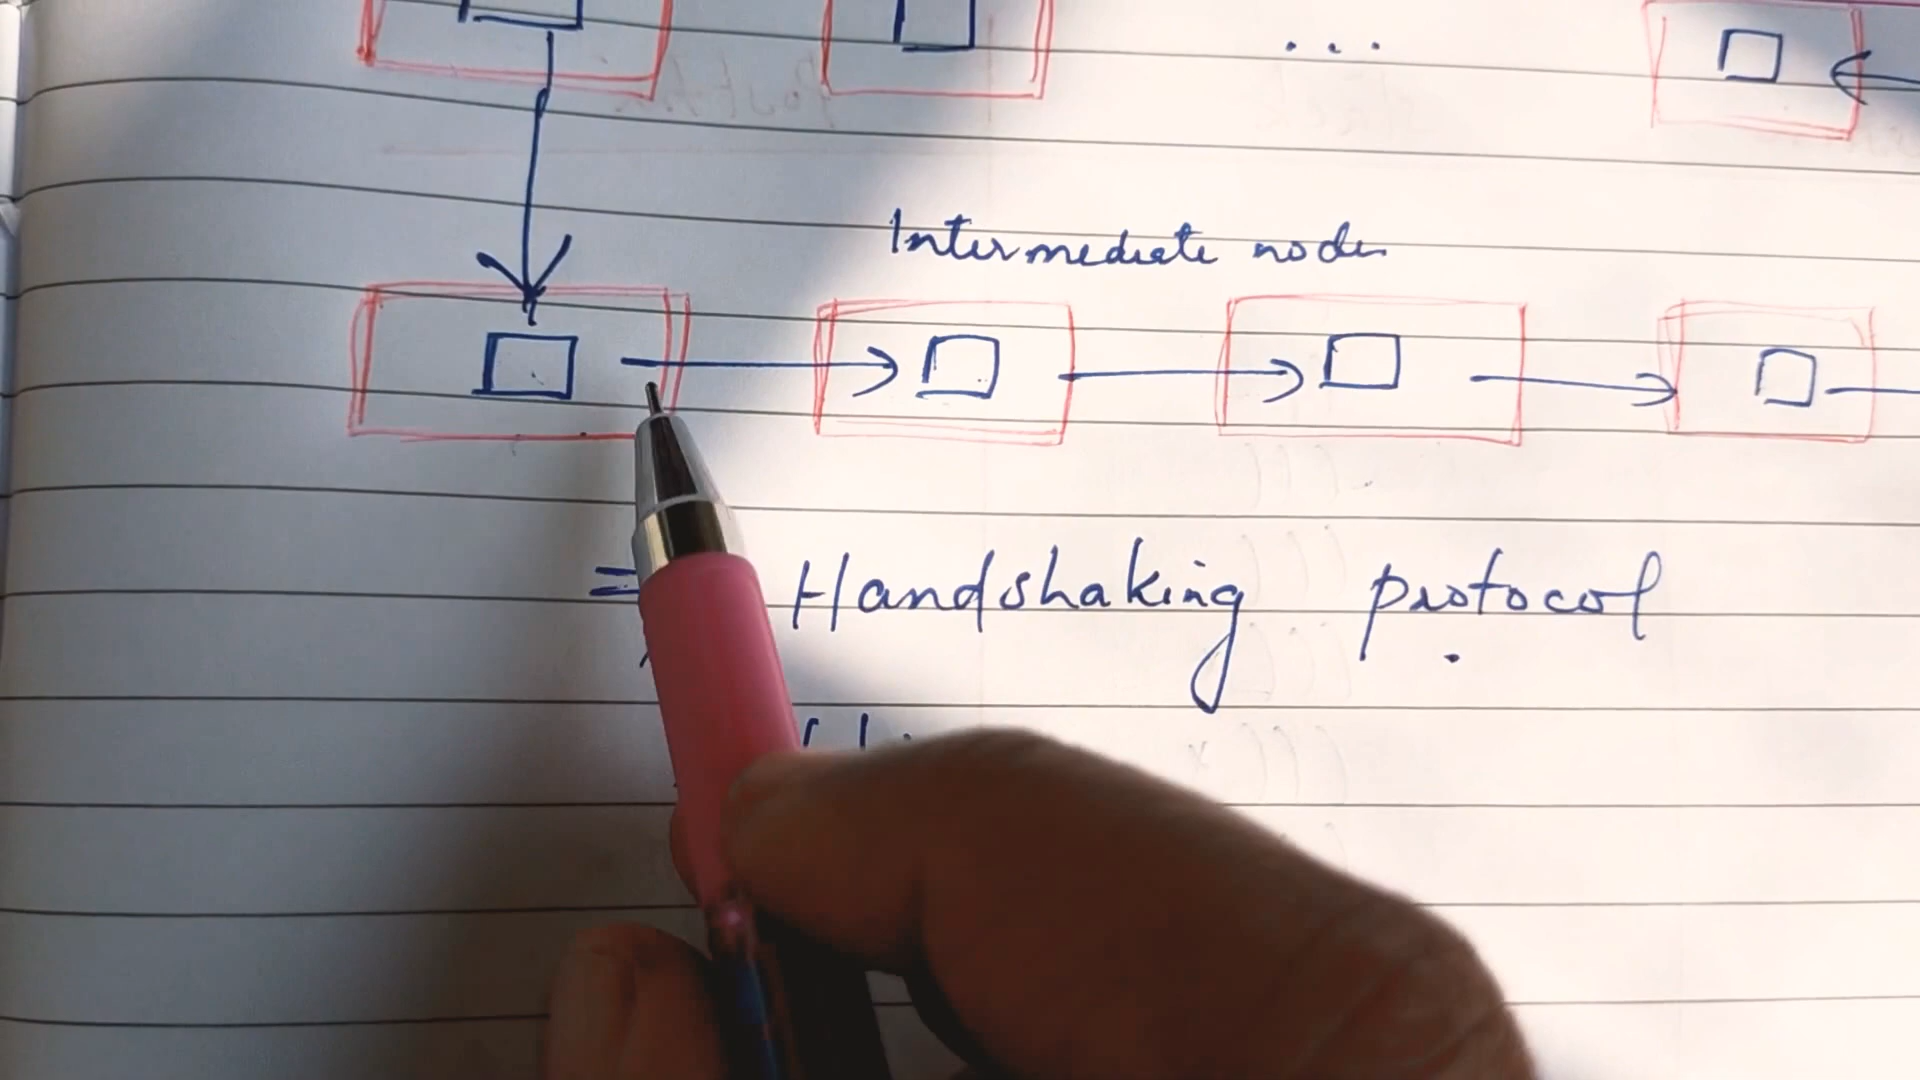 ...
Intermediate node
= Handshaking protocol